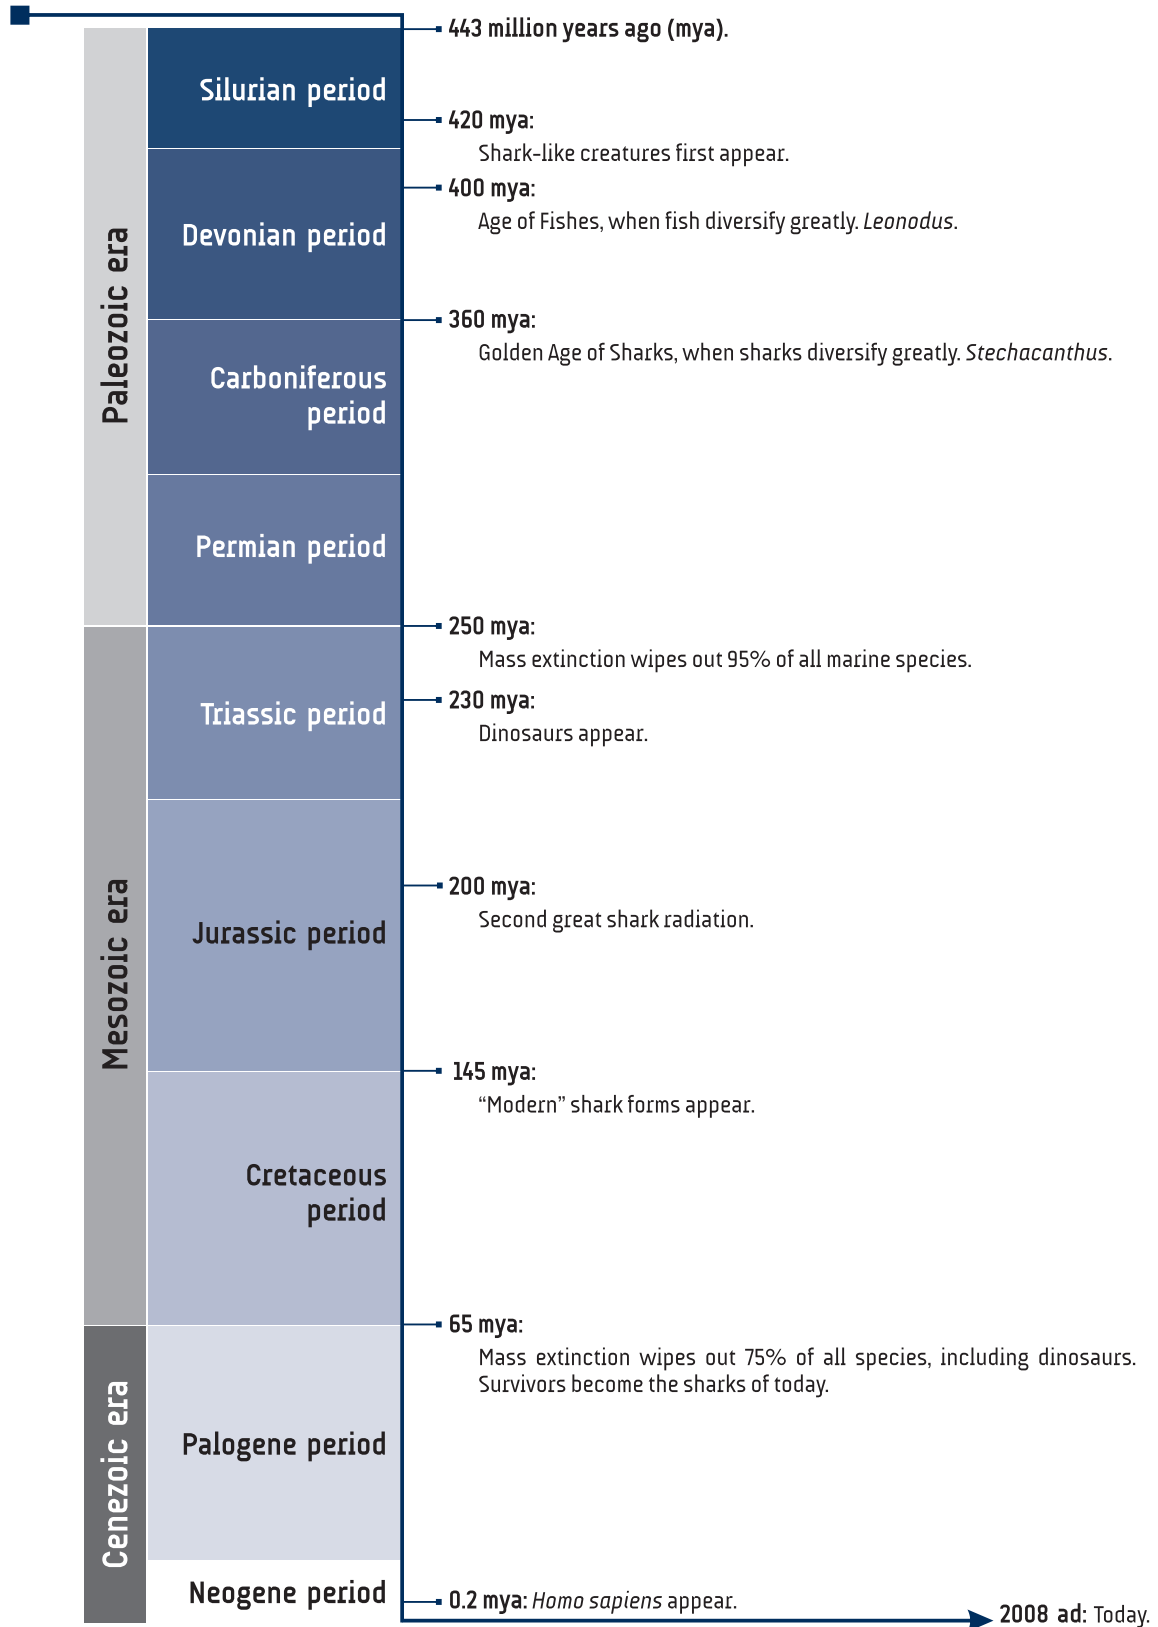 443 million years ago (mya).
Paleozoic era
Silurian period
420 mya:
Shark-like creatures first appear.
400 mya:
Age of Fishes, when fish diversify greatly. Leonodus.
Devonian period
360 mya:
Golden Age of Sharks, when sharks diversify greatly. Stechacanthus.
Carboniferous
period
Permian period
250 mya:
Mass extinction wipes out 95% of all marine species.
Mesozoic era
Triassic period
230 mya:
Dinosaurs appear.
200 mya:
Second great shark radiation.
Jurassic period
145 mya:
“Modern” shark forms appear.
Cretaceous
period
65 mya:
Mass extinction wipes out 75% of all species, including dinosaurs.
Survivors become the sharks of today.
Cenezoic era
Palogene period
Neogene period
0.2 mya: Homo sapiens appear.
2008 ad: Today.